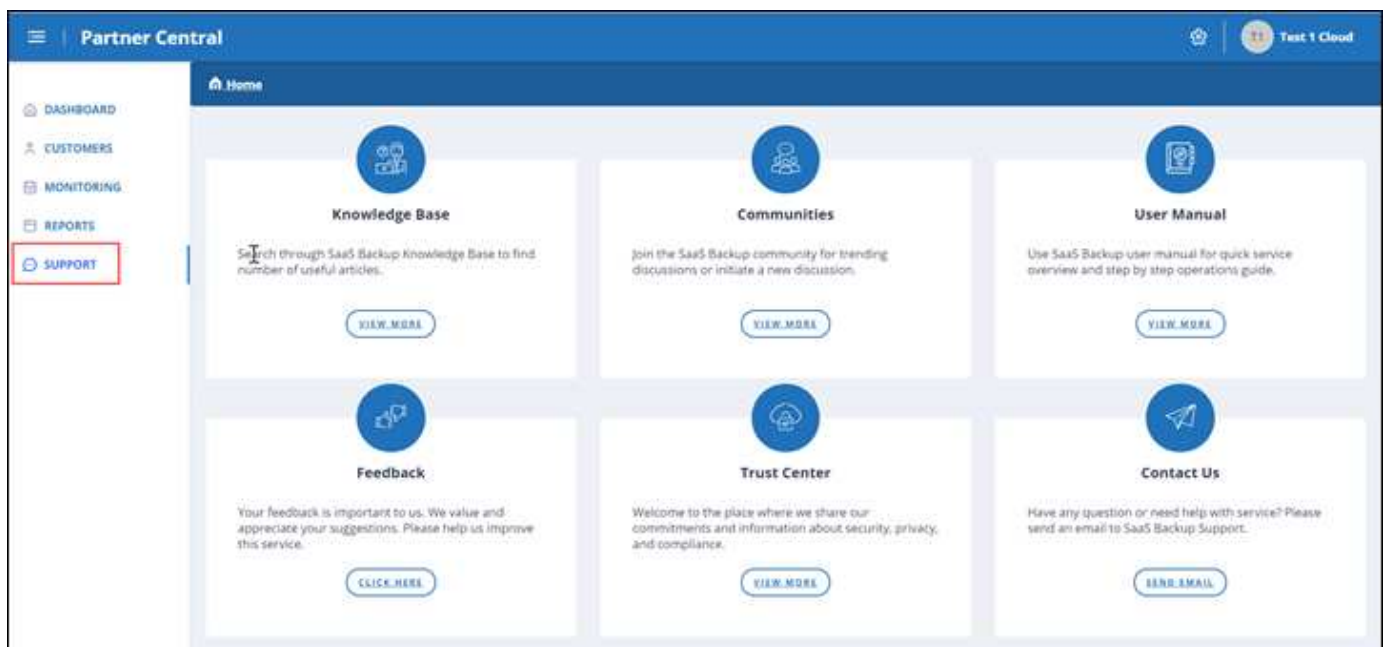 Partner Central
Test 1 Cloud
Home
DASHBOARD
CUSTOMERS
MONITORING
REPORTS
SUPPORT
Knowledge Base
Search through SaaS Backup Knowledge Base to find
number of useful articles.
VIEW MORE
Communities
Join the SaaS Backup community for trending
discussions or initiate a new discussion.
VIEW MORE
User Manual
Use SaaS Backup user manual for quick service
overview and step by step operations guide.
VIEW MORE
Feedback
Your feedback is important to us. We value and
appreciate your suggestions. Please help us improve
this service.
CLICK HERE
Trust Center
Welcome to the place where we share our
commitments and information about security, privacy,
and compliance.
VIEW MORE
Contact Us
Have any question or need help with service? Please
send an email to SaaS Backup Support.
SEND EMAIL